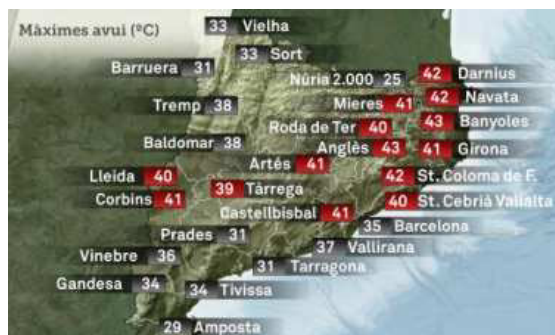 Màximes avui (ºC)
33 Vielha
33 Sort
Barruera 31
Núria 2.000 25
42 Darnius
Tremp 38
Mieres 41
42 Navata
Roda de Ter 40
43 Banyoles
Baldomar 38
Anglès 43
41 Girona
Artés 41
Lleida 40
42 St. Coloma de F.
39 Tàrrega
Corbins 41
40 St. Cebrià Vallalta
Castellbisbal 41
35 Barcelona
Prades 31
37 Vallirana
Vinebre 36
31 Tarragona
Gandesa 34
34 Tivissa
29 Amposta